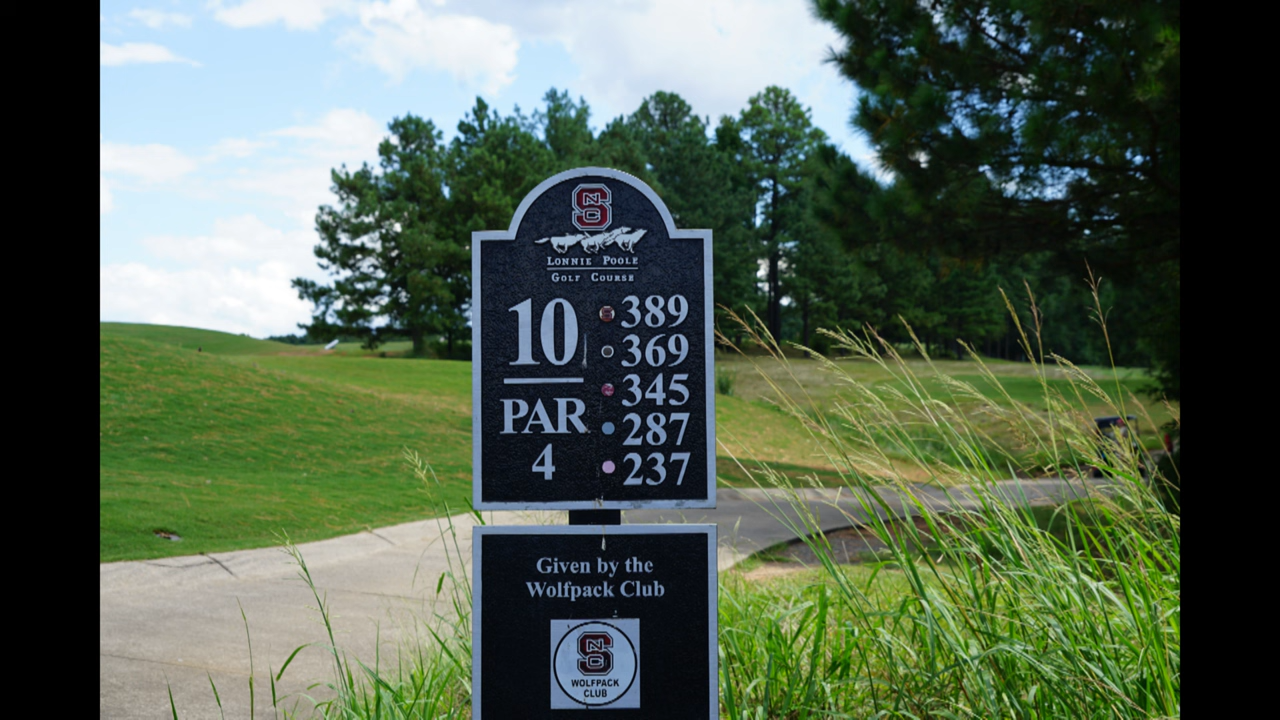 NCS
LONNIE POOLE
GOLF COURSE
10
PAR
4
389
369
345
287
237
Given by the
Wolfpack Club
NCS
WOLFPACK
CLUB